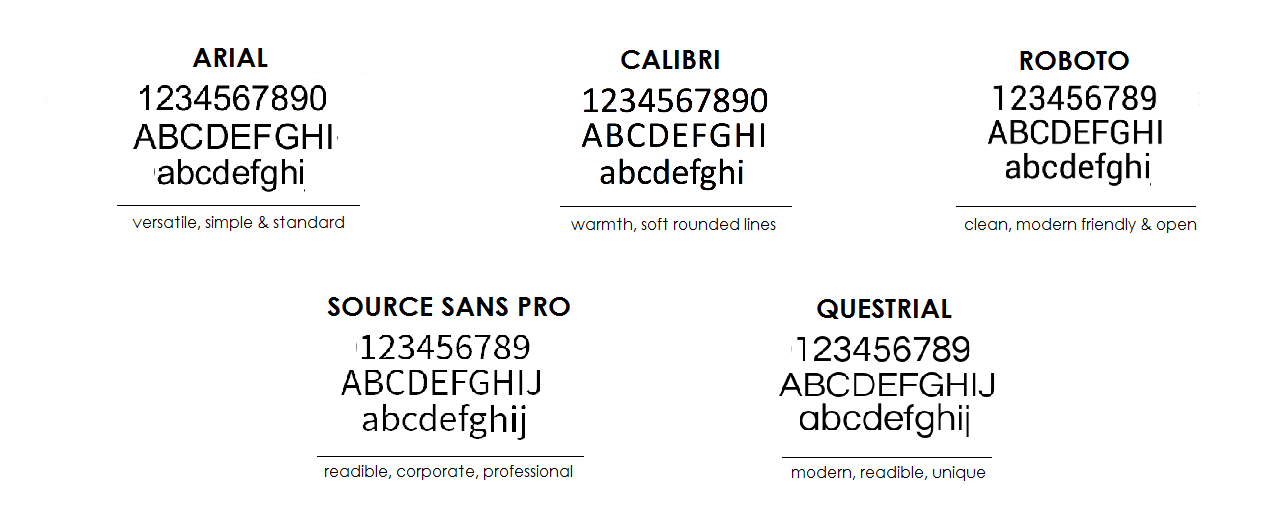 ARIAL
1234567890
ABCDEFGHI
abcdefghi
versatile, simple & standard
CALIBRI
1234567890
ABCDEFGHI
abcdefghi
warmth, soft rounded lines
ROBOTO
123456789
ABCDEFGHI
abcdefghi
clean, modern friendly & open
SOURCE SANS PRO
123456789
ABCDEFGHIJ
abcdefghij
readible, corporate, professional
QUESTRIAL
123456789
ABCDEFGHIJ
abcdefghij
modern, readible, unique